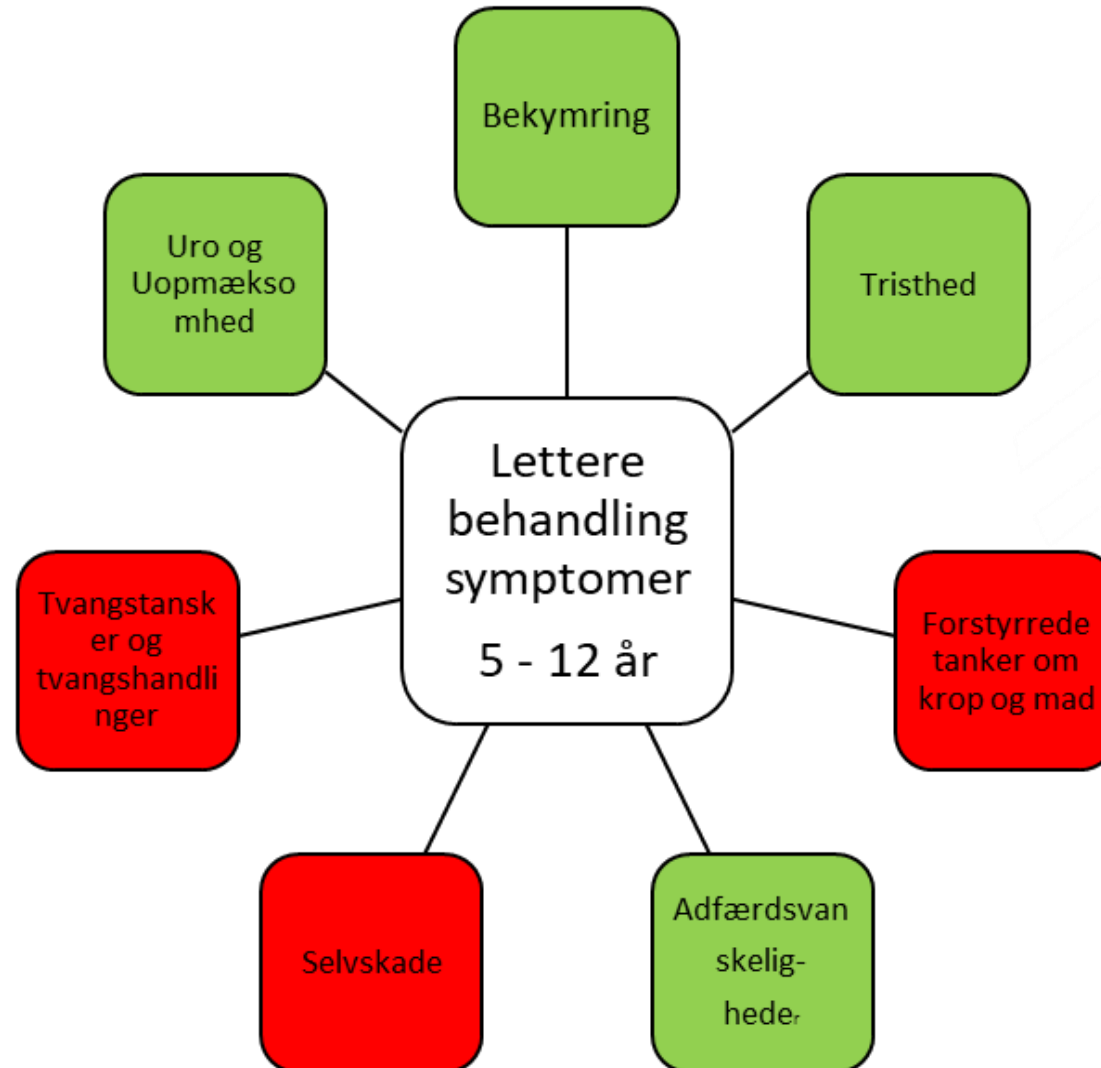 Bekymring
Uro og
Uopmækso
mhed
Tristhed
Lettere
behandling
symptomer
5 - 12 år
Tvangstansk
er og
tvangshandli
nger
Forstyrrede
tanker om
krop og mad
Selvskade
Adfærdsvan
skelig-
heder